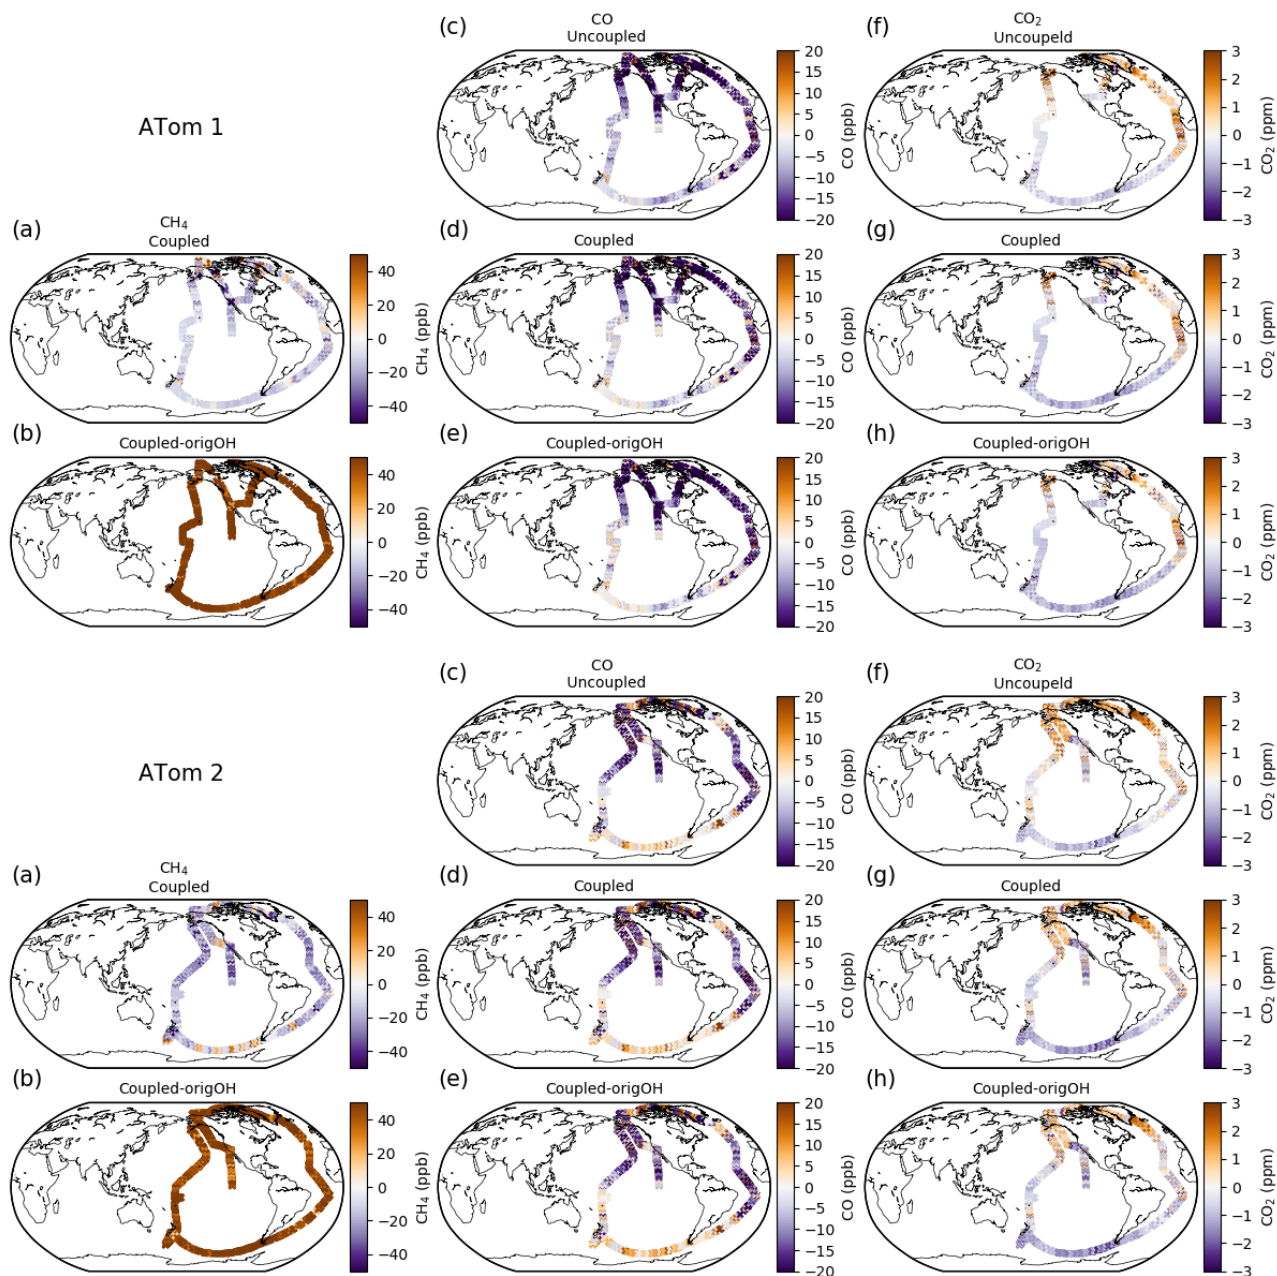 (c)
CO
Uncoupled
20
15
10
5
0
−5
−10
−15
−20
CO (ppb)
(f)
CO₂
Uncoupeld
3
2
1
0
−1
−2
−3
CO₂ (ppm)
ATom 1
(a)
CH₄
Coupled
40
20
0
−20
−40
CH₄ (ppb)
(d)
Coupled
20
15
10
5
0
−5
−10
−15
−20
CO (ppb)
(g)
Coupled
3
2
1
0
−1
−2
−3
CO₂ (ppm)
(b)
Coupled-origOH
40
20
0
−20
−40
CH₄ (ppb)
(e)
Coupled-origOH
20
15
10
5
0
−5
−10
−15
−20
CO (ppb)
(h)
Coupled-origOH
3
2
1
0
−1
−2
−3
CO₂ (ppm)
(c)
CO
Uncoupled
20
15
10
5
0
−5
−10
−15
−20
CO (ppb)
(f)
CO₂
Uncoupeld
3
2
1
0
−1
−2
−3
CO₂ (ppm)
ATom 2
(a)
CH₄
Coupled
40
20
0
−20
−40
CH₄ (ppb)
(d)
Coupled
20
15
10
5
0
−5
−10
−15
−20
CO (ppb)
(g)
Coupled
3
2
1
0
−1
−2
−3
CO₂ (ppm)
(b)
Coupled-origOH
40
20
0
−20
−40
CH₄ (ppb)
(e)
Coupled-origOH
20
15
10
5
0
−5
−10
−15
−20
CO (ppb)
(h)
Coupled-origOH
3
2
1
0
−1
−2
−3
CO₂ (ppm)